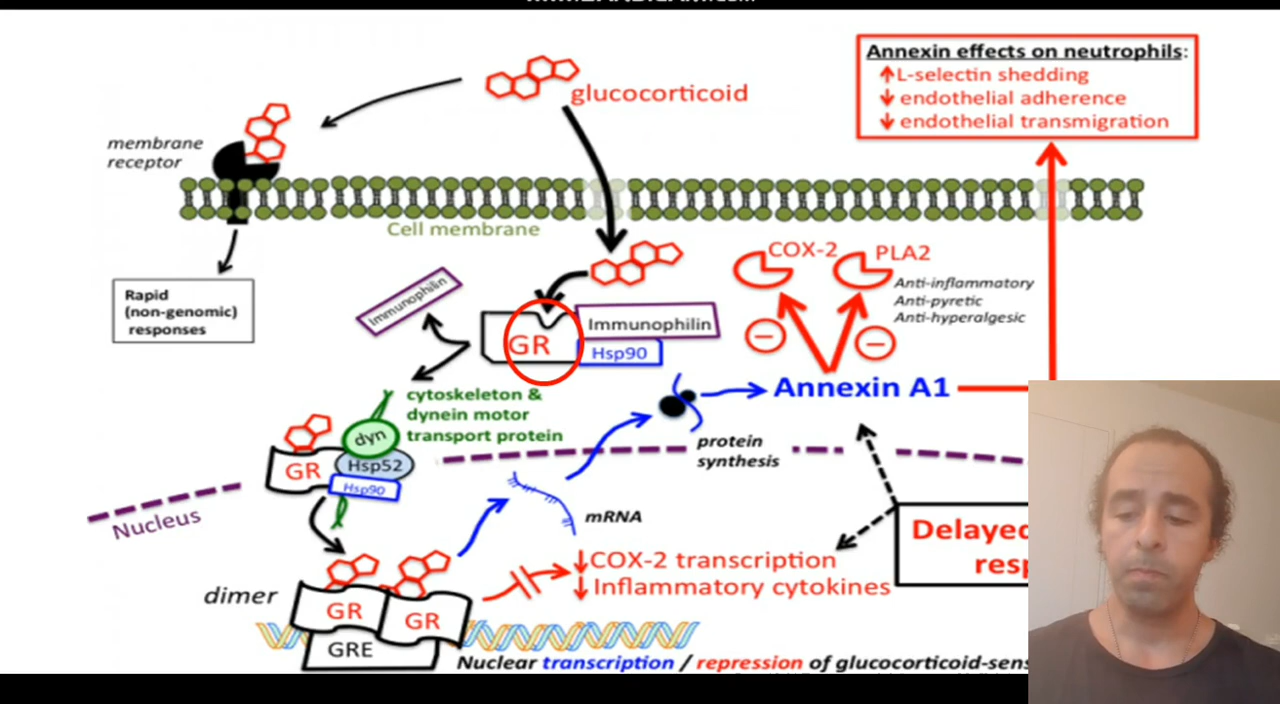 glucocorticoid
membrane
receptor
Cell membrane
Rapid
(non-genomic)
responses
Annexin effects on neutrophils:
↑L-selectin shedding
↓ endothelial adherence
↓ endothelial transmigration
COX-2
PLA2
Anti-inflammatory
Anti-pyretic
Anti-hyperalgesic
Immunophilin
GR
Immunophilin
Hsp90
Annexin A1
cytoskeleton &
dynein motor
transport protein
dyn
GR
Hsp52
Hsp90
protein
synthesis
Nucleus
mRNA
Delayed
↓COX-2 transcription
↓Inflammatory cytokines
dimer
GR
GR
GRE
Nuclear transcription / repression of